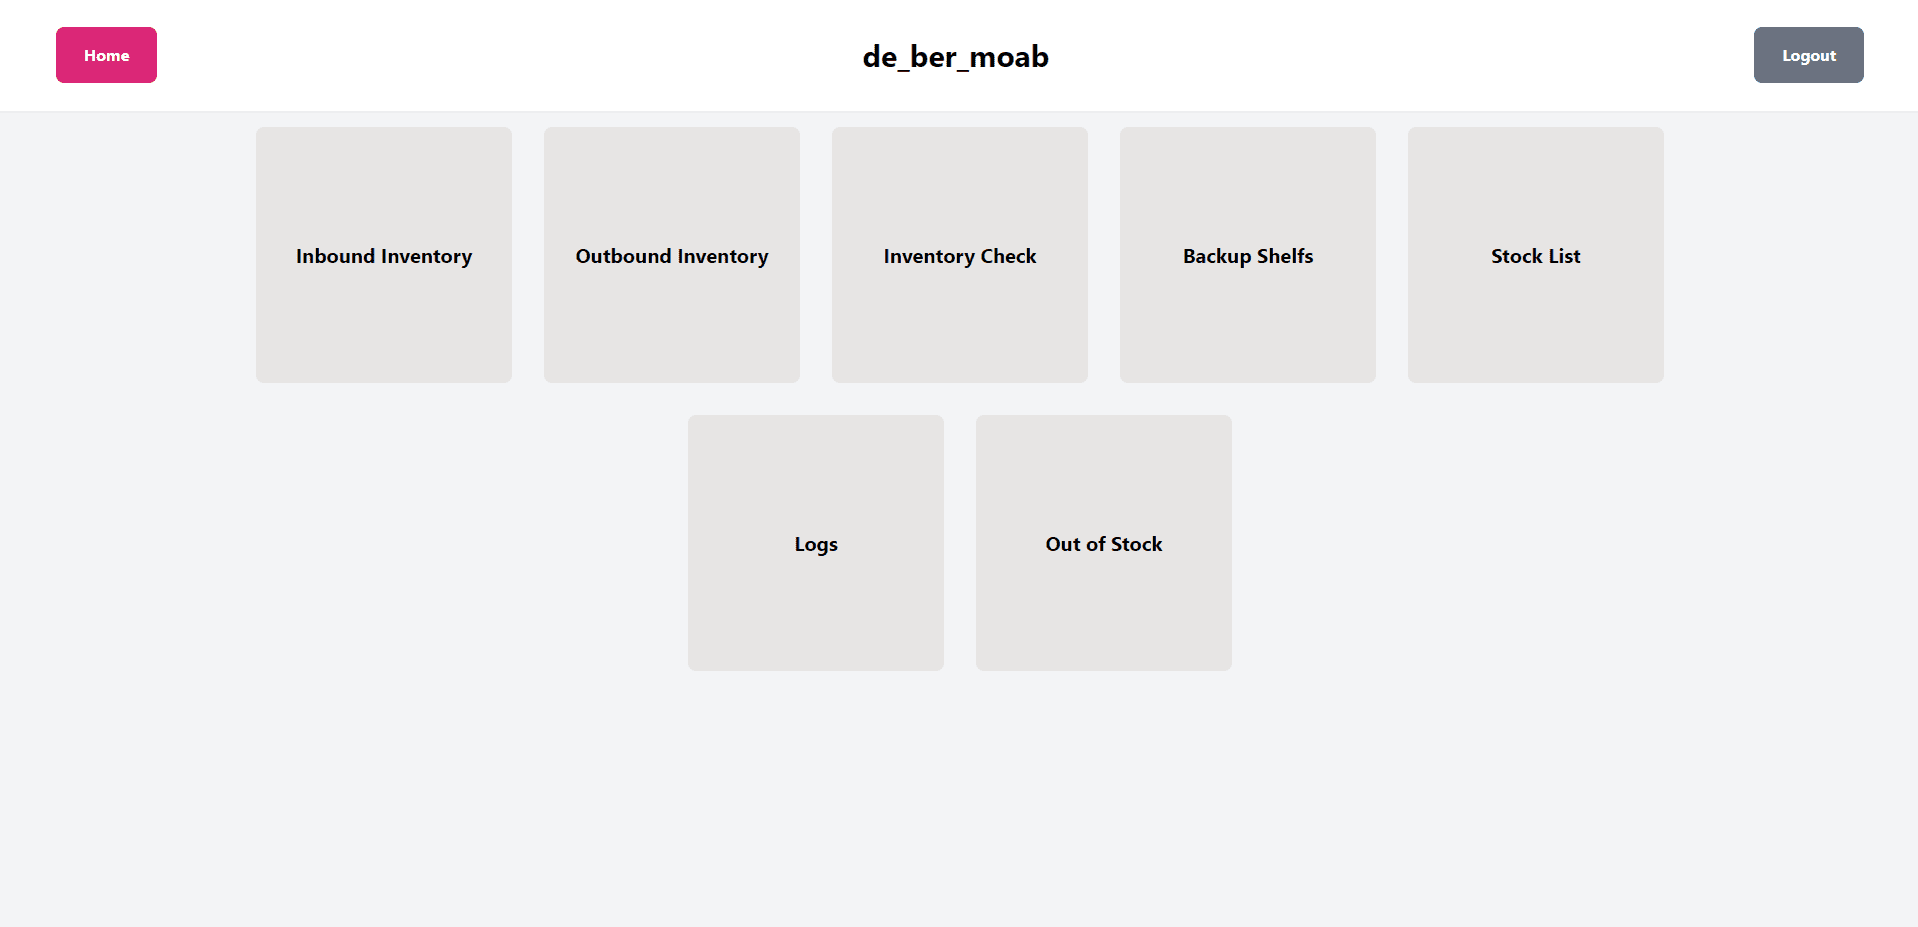 Home
de_ber_moab
Logout
Inbound Inventory
Outbound Inventory
Inventory Check
Backup Shelfs
Stock List
Logs
Out of Stock